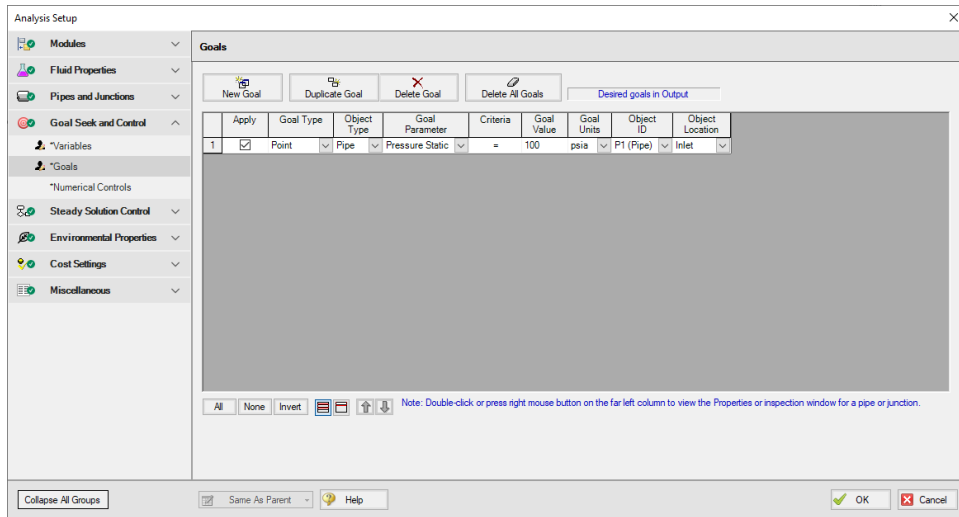 Analysis Setup
Modules
Fluid Properties
Pipes and Junctions
Goal Seek and Control
*Variables
*Goals
*Numerical Controls
Steady Solution Control
Environmental Properties
Cost Settings
Miscellaneous
Collapse All Groups
Goals
New Goal Duplicate Goal Delete Goal Delete All Goals Desired goals in Output
Apply Goal Type Object Type Goal Parameter Criteria Goal Value Goal Units Object ID Object Location
1 Point Pipe Pressure Static = 100 psia P1 (Pipe) Inlet
All None Invert Note: Double-click or press right mouse button on the far left column to view the Properties or inspection window for a pipe or junction.
Same As Parent Help OK Cancel